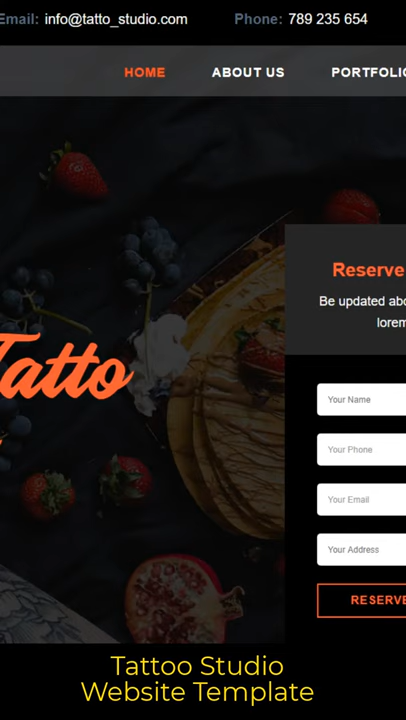 Email: info@tatto_studio.com Phone: 789 235 654
HOME ABOUT US PORTFOLIO
Reserve
Be updated abo
lorem
Tatto
Your Name
Your Phone
Your Email
Your Address
RESERVE
Tattoo Studio
Website Template